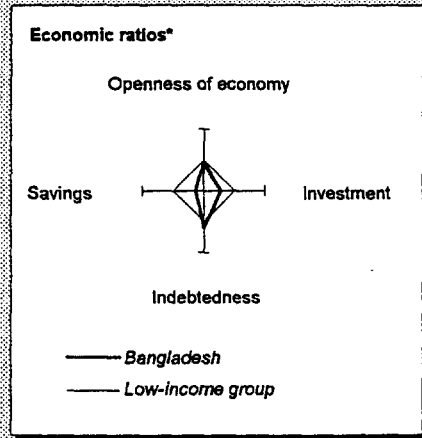 Economic ratios*
Openness of economy
Savings
Investment
Indebtedness
Bangladesh
Low-income group